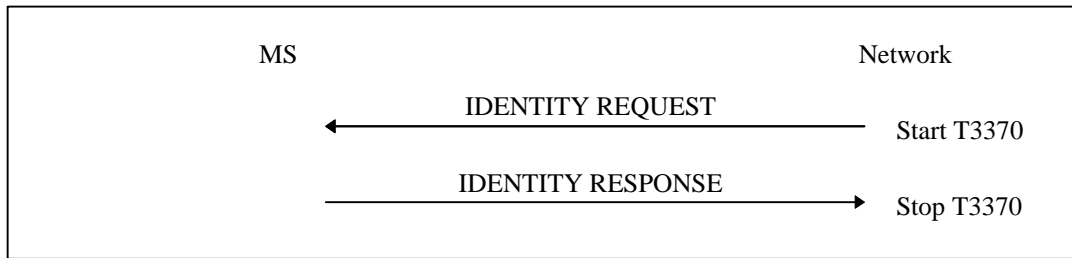 MS Network
IDENTITY REQUEST
Start T3370
IDENTITY RESPONSE
Stop T3370